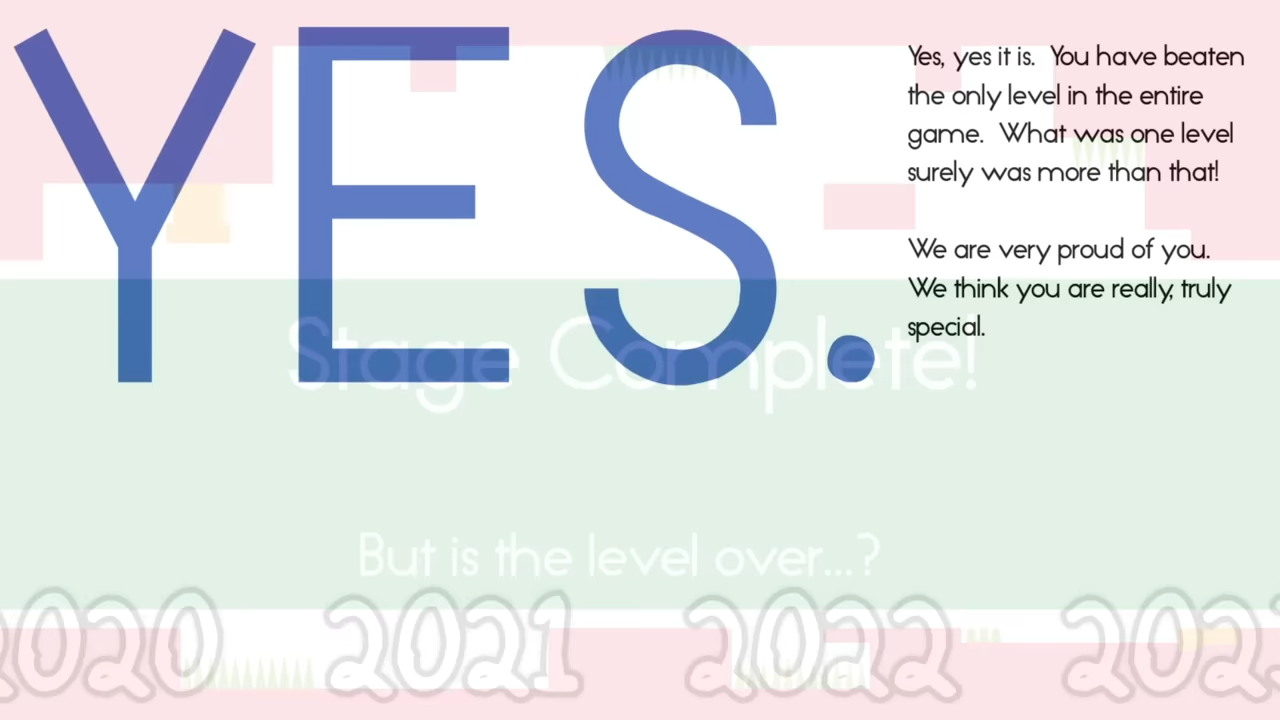 YES.
Yes, yes it is. You have beaten
the only level in the entire
game. What was one level
surely was more than that!
We are very proud of you.
We think you are really, truly
special.
Stage Complete!
But is the level over...?
2020 2021 2022 202